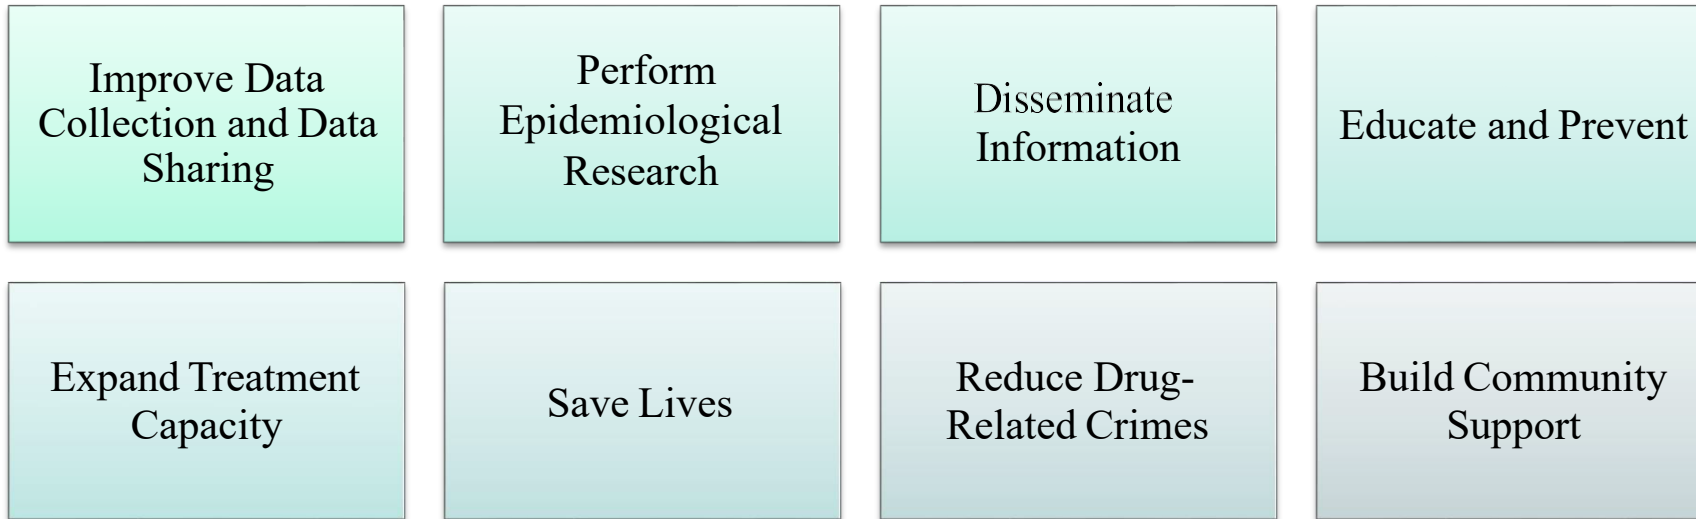 Improve Data
Collection and Data
Sharing
Perform
Epidemiological
Research
Disseminate
Information
Educate and Prevent
Expand Treatment
Capacity
Save Lives
Reduce Drug-
Related Crimes
Build Community
Support